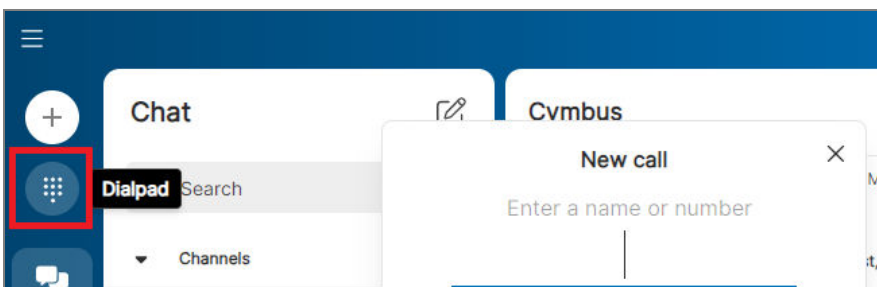 Chat
Cymbus
New call
Dialpad
Search
Enter a name or number
Channels